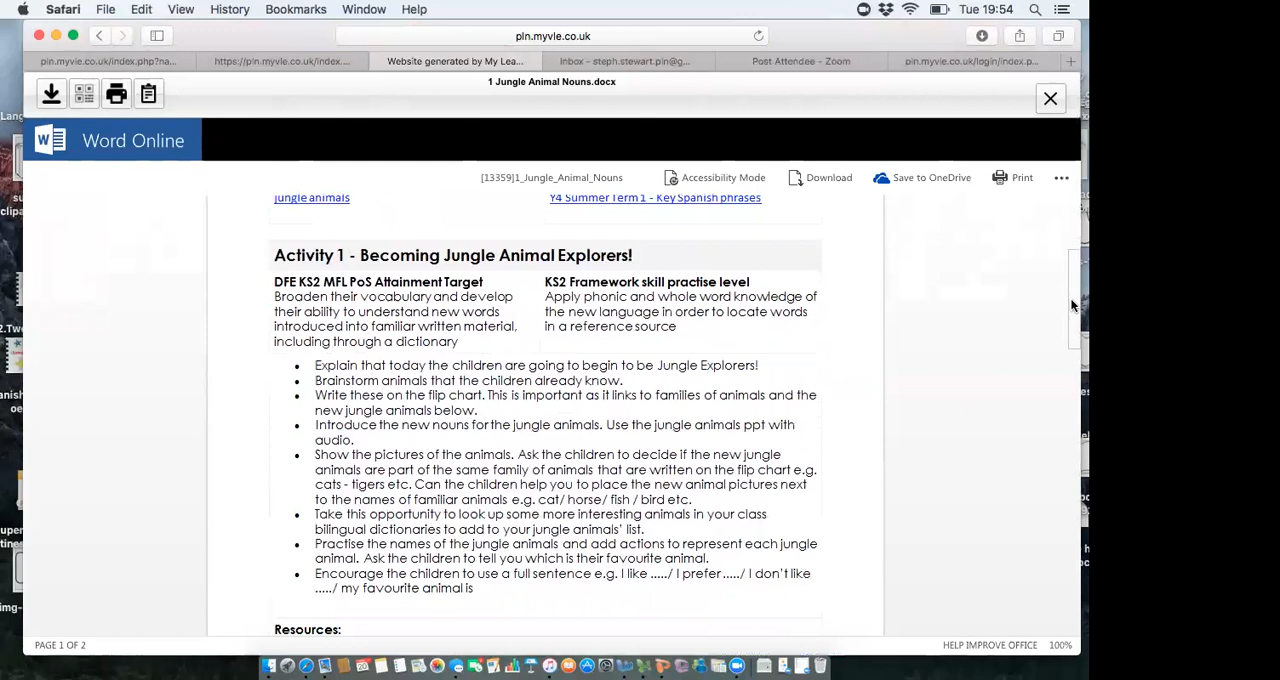 Safari File Edit View History Bookmarks Window Help Tue 19:54
pln.myvle.co.uk
pln.myvle.co.uk/index.php?na... https://pln.myvle.co.uk/index.... Website generated by My Lea... Inbox – steph.stewart.pln@g... Post Attendee - Zoom pln.myvle.co.uk/login/index.p...
1 Jungle Animal Nouns.docx
Word Online
[13359]1_Jungle_Animal_Nouns Accessibility Mode Download Save to OneDrive Print
jungle animals Y4 Summer Term 1 - Key Spanish phrases
Activity 1 - Becoming Jungle Animal Explorers!
DFE KS2 MFL PoS Attainment Target
Broaden their vocabulary and develop
their ability to understand new words
introduced into familiar written material,
including through a dictionary
KS2 Framework skill practise level
Apply phonic and whole word knowledge of
the new language in order to locate words
in a reference source
• Explain that today the children are going to begin to be Jungle Explorers!
• Brainstorm animals that the children already know.
• Write these on the flip chart. This is important as it links to families of animals and the
new jungle animals below.
• Introduce the new nouns for the jungle animals. Use the jungle animals ppt with
audio.
• Show the pictures of the animals. Ask the children to decide if the new jungle
animals are part of the same family of animals that are written on the flip chart e.g.
cats - tigers etc. Can the children help you to place the new animal pictures next
to the names of familiar animals e.g. cat/ horse/ fish / bird etc.
• Take this opportunity to look up some more interesting animals in your class
bilingual dictionaries to add to your jungle animals' list.
• Practise the names of the jungle animals and add actions to represent each jungle
animal. Ask the children to tell you which is their favourite animal.
• Encourage the children to use a full sentence e.g. I like ...../ I prefer ...../ I don't like
...../ my favourite animal is
Resources:
PAGE 1 OF 2 HELP IMPROVE OFFICE 100%